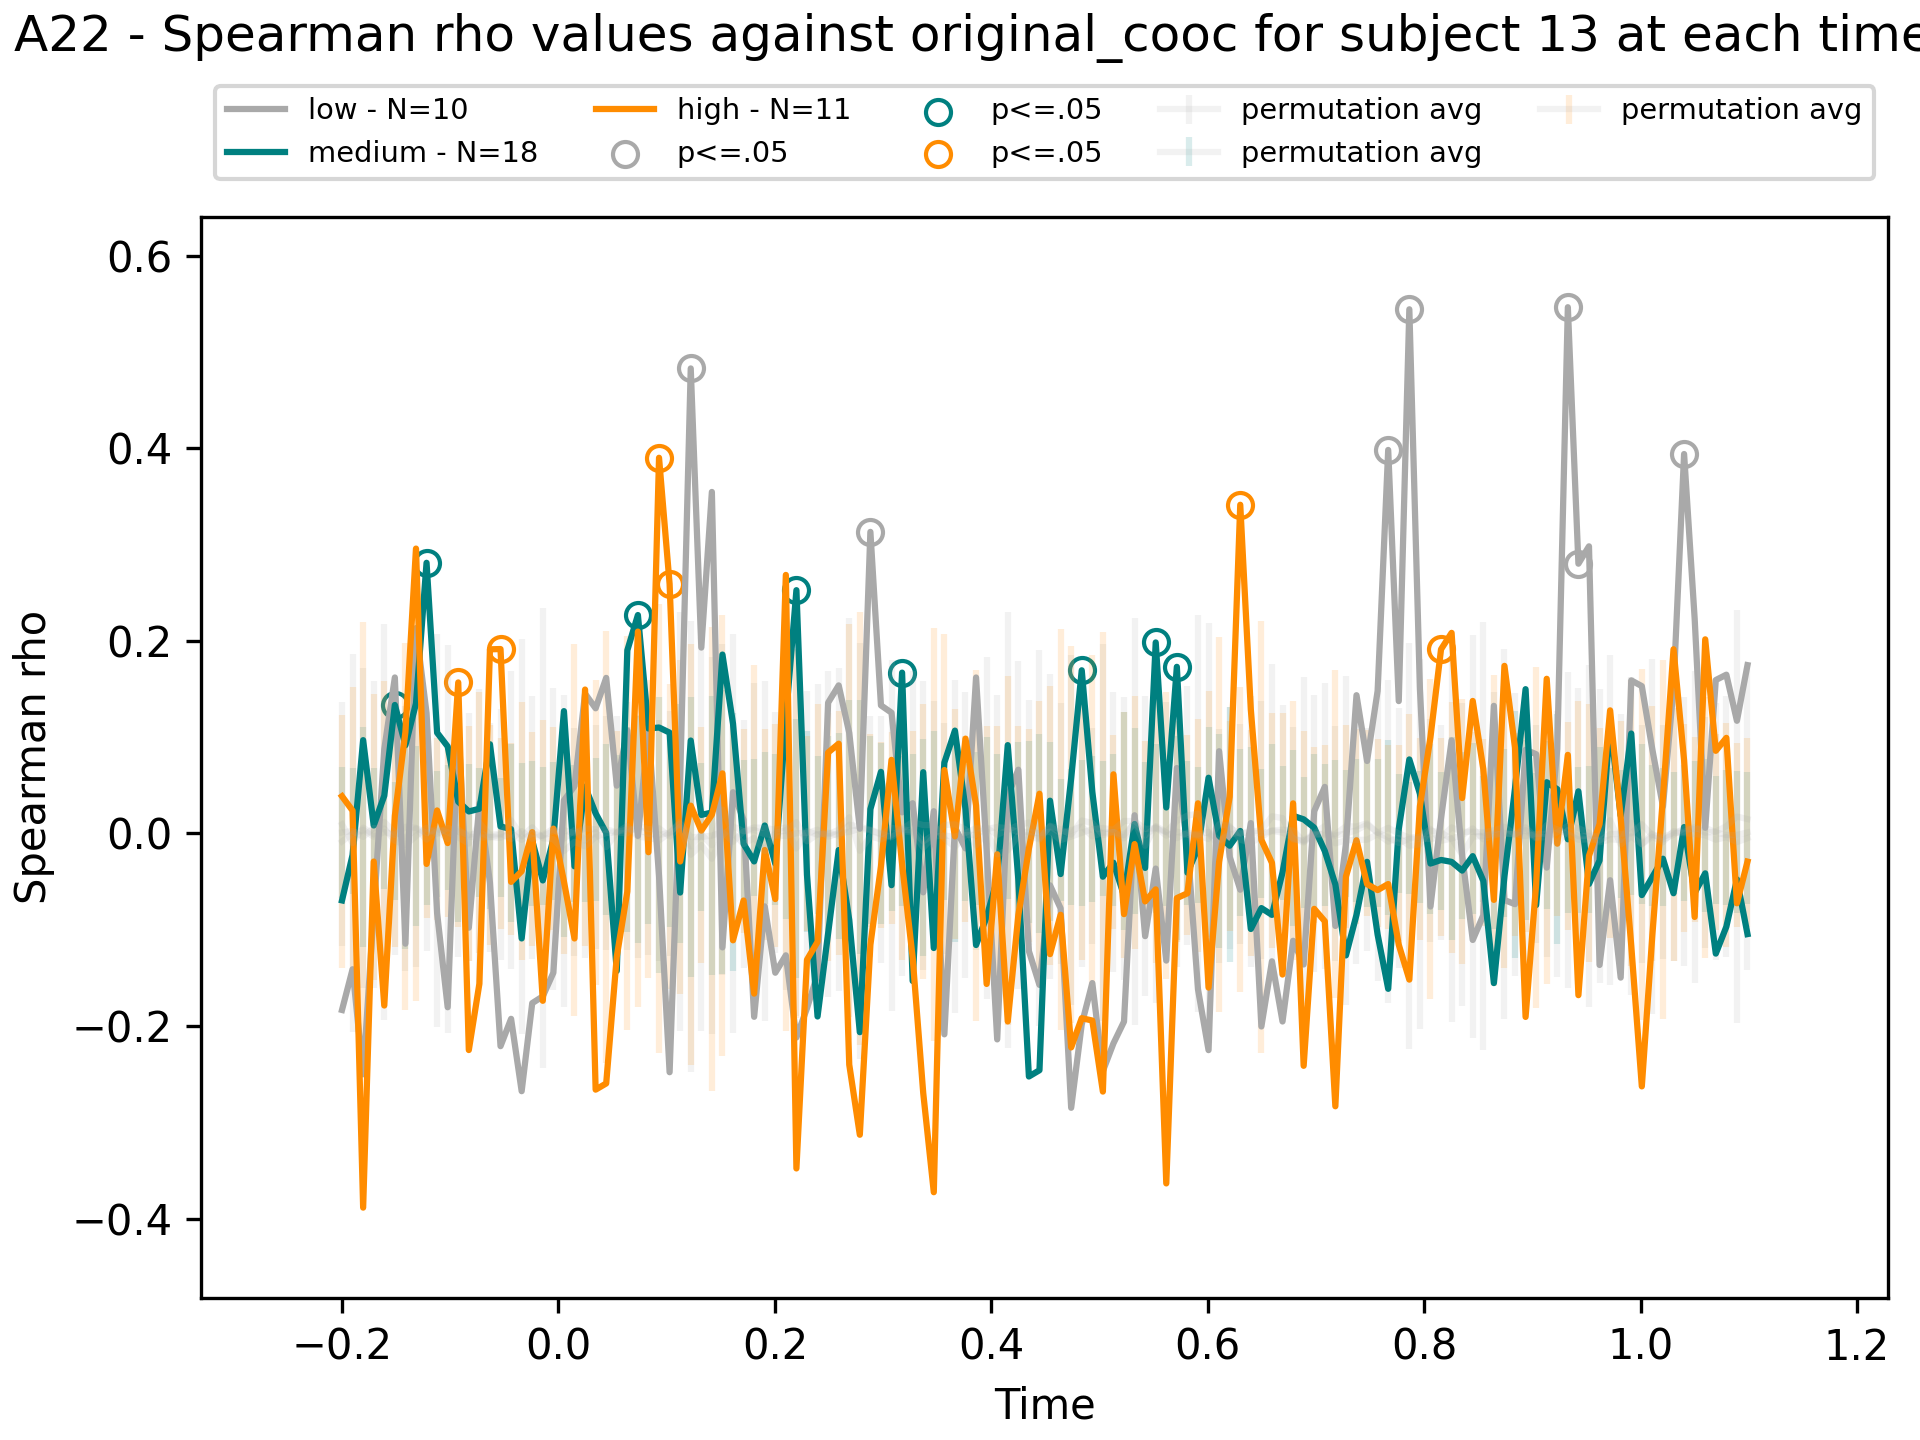 A22 - Spearman rho values against original_cooc for subject 13 at each time
low - N=10
medium - N=18
high - N=11
p<=.05
p<=.05
p<=.05
permutation avg
permutation avg
permutation avg
Spearman rho
0.6
0.4
0.2
0.0
−0.2
−0.4
−0.2 0.0 0.2 0.4 0.6 0.8 1.0 1.2
Time